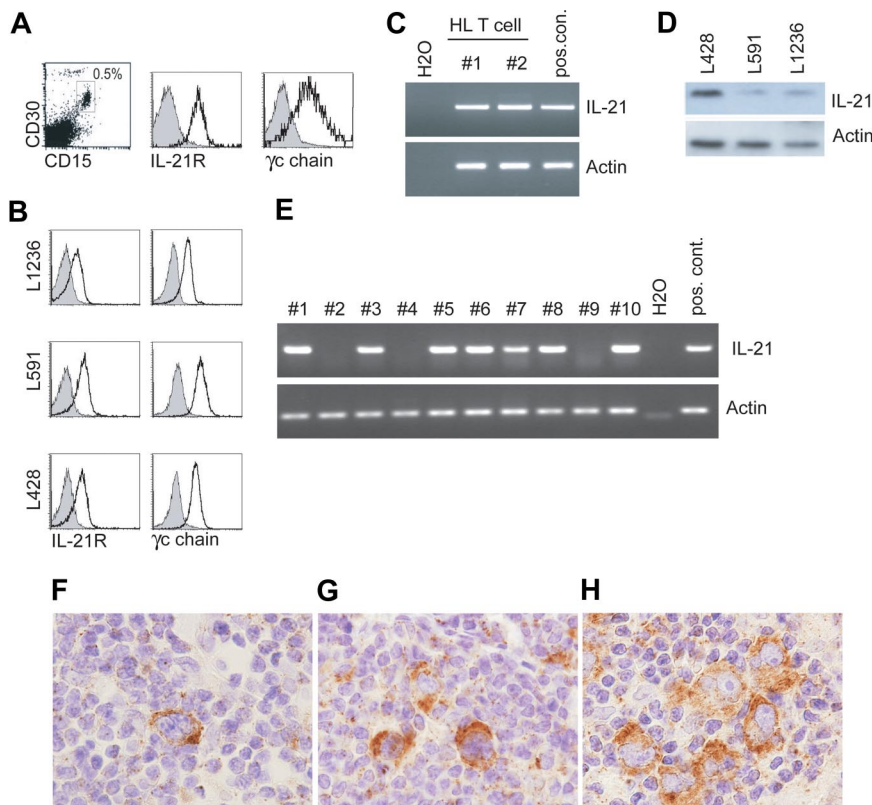 A
0.5%
CD30
CD15
IL-21R
γc chain
B
L1236
L591
L428
IL-21R
γc chain
C
H2O
HL T cell
#1 #2
pos.con.
IL-21
Actin
D
L428
L591
L1236
IL-21
Actin
E
#1 #2 #3 #4 #5 #6 #7 #8 #9 #10 H2O pos. cont.
IL-21
Actin
F
G
H